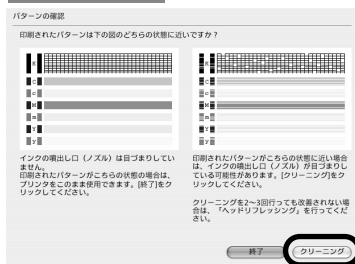 パターンの確認
印刷されたパターンは下の図のどちらの状態に近いですか？
K
C
c
M
m
Y
y
インクの噴出し口（ノズル）は目づまりしてい
ません。
印刷されたパターンがこちらの状態の場合は、
プリンタをこのまま使用できます。[終了]をク
リックしてください。
K
C
c
M
m
Y
y
印刷されたパターンがこちらの状態に近い場合
は、インクの噴出し口（ノズル）が目づまりし
ている可能性があります。[クリーニング]をク
リックしてください。
クリーニングを2～3回行っても改善されない場
合は、「ヘッドリフレッシング」を行ってくだ
さい。
終了
クリーニング